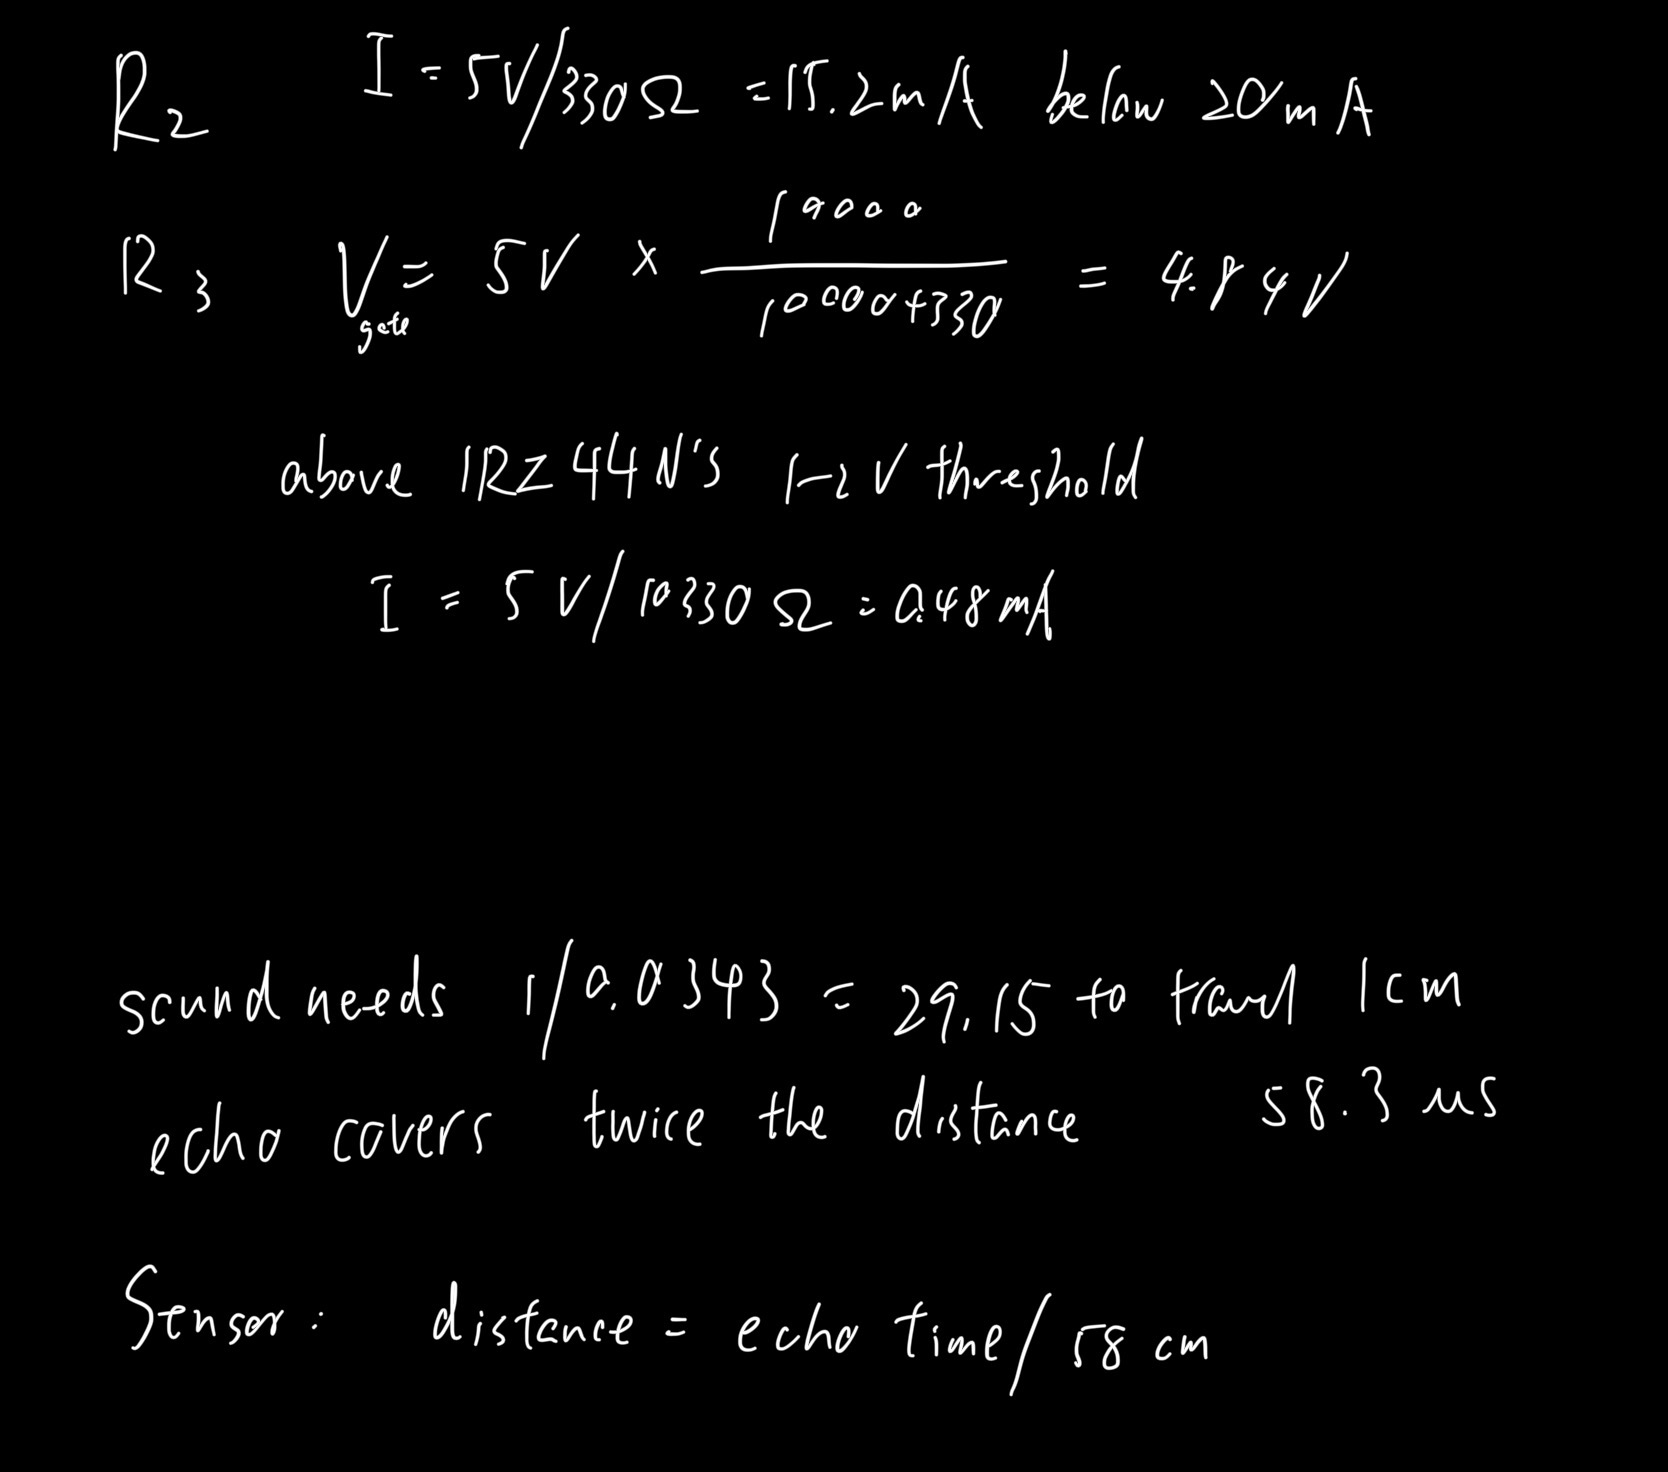 R2 I = 5V/330Ω = 15.2mA below 20mA
R3 Vgate = 5V × 10000 / 10000+330 = 4.84V
above IRZ44N's 1-2V threshold
I = 5V/10330Ω = 0.48mA
sound needs 1/0.0343 = 29.15 to travel 1cm
echo covers twice the distance 58.3 us
Sensor: distance = echo time/58 cm